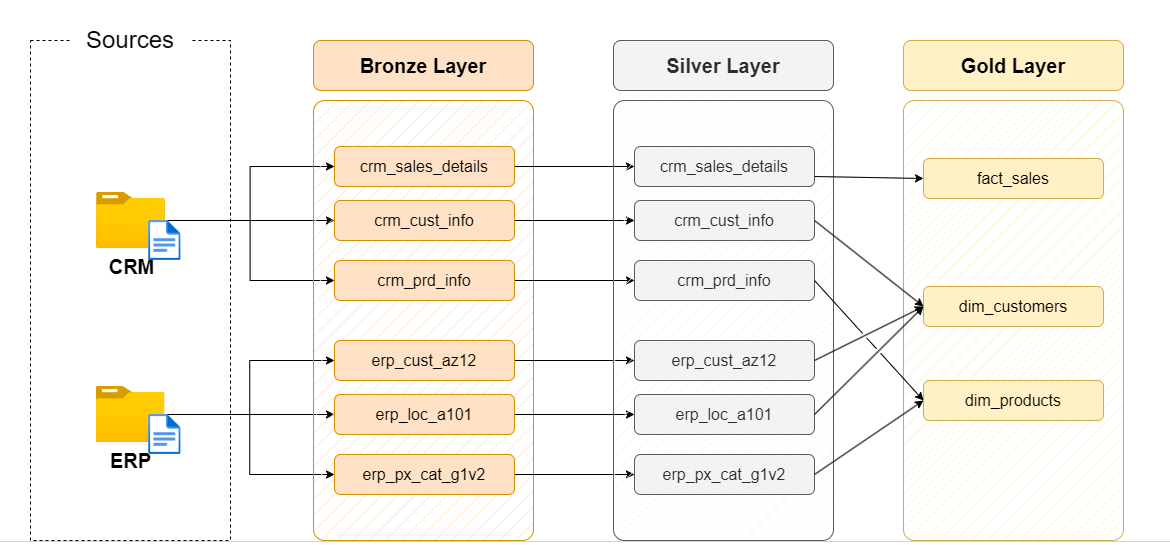 Sources
Bronze Layer
Silver Layer
Gold Layer
CRM
ERP
crm_sales_details
crm_cust_info
crm_prd_info
erp_cust_az12
erp_loc_a101
erp_px_cat_g1v2
crm_sales_details
crm_cust_info
crm_prd_info
erp_cust_az12
erp_loc_a101
erp_px_cat_g1v2
fact_sales
dim_customers
dim_products